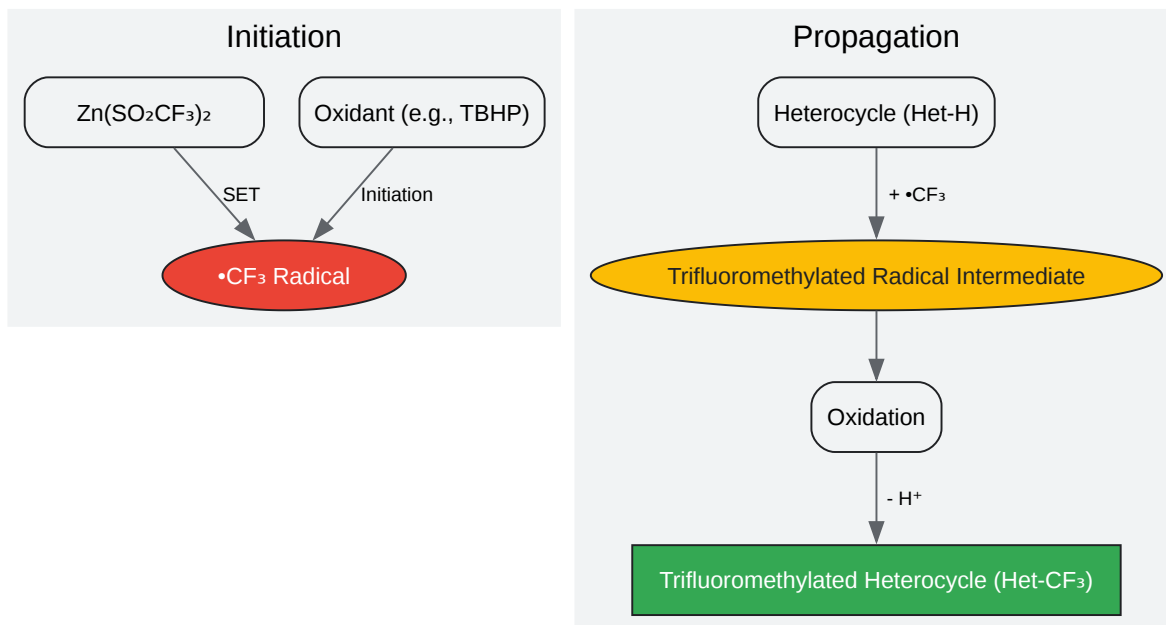 Initiation
Zn(SO₂CF₃)₂
Oxidant (e.g., TBHP)
SET
Initiation
•CF₃ Radical
Propagation
Heterocycle (Het-H)
+ •CF₃
Trifluoromethylated Radical Intermediate
Oxidation
- H⁺
Trifluoromethylated Heterocycle (Het-CF₃)